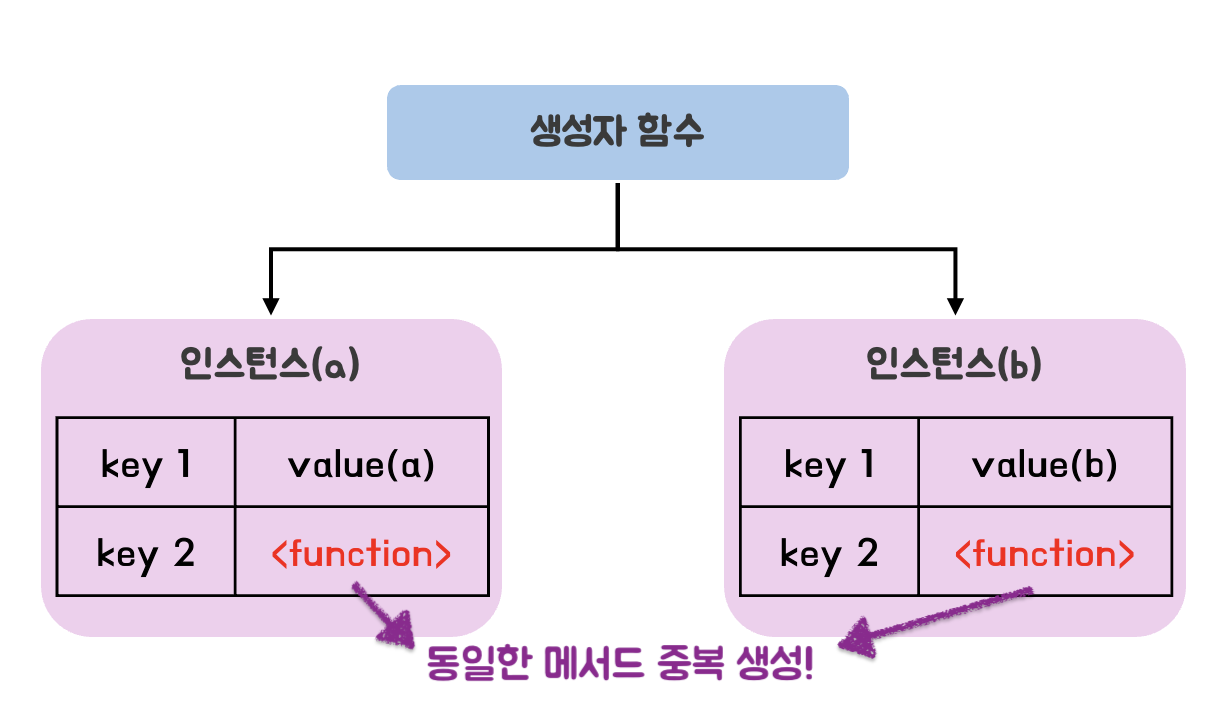 생성자 함수
인스턴스(a)
key 1 value(a)
key 2 <function>
인스턴스(b)
key 1 value(b)
key 2 <function>
동일한 메서드 중복 생성!